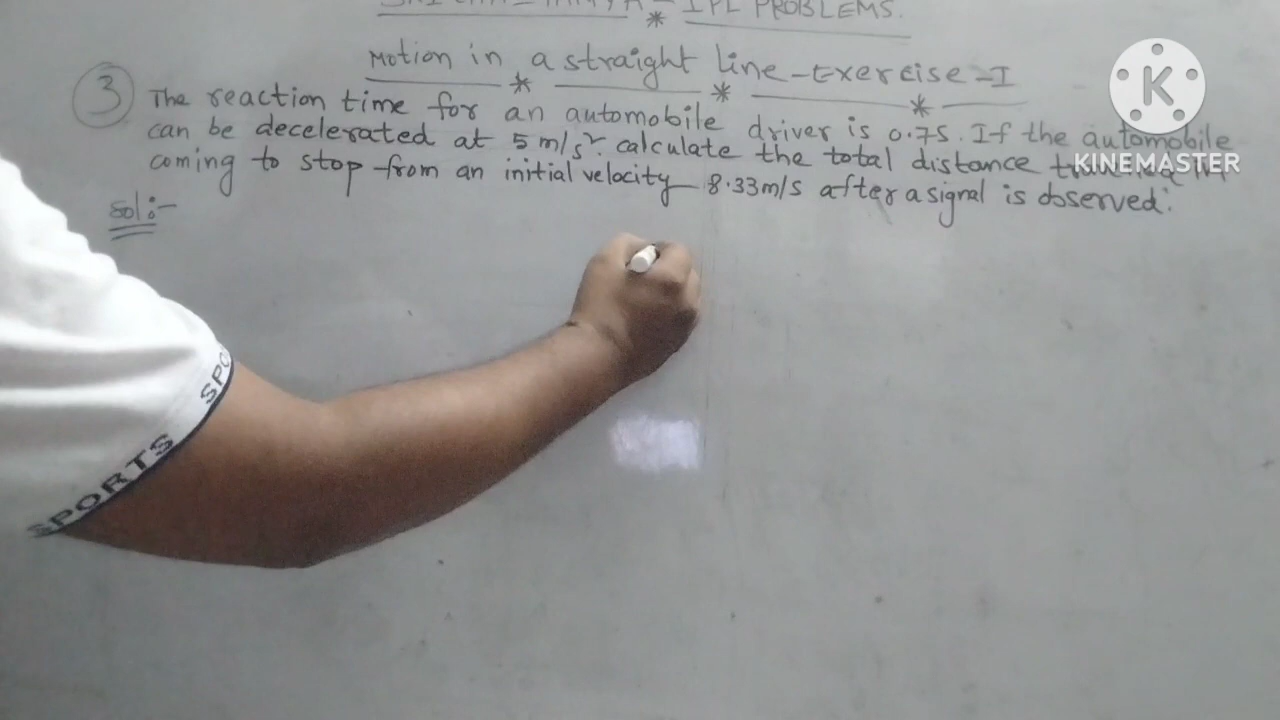 IPL PROBLEMS.
Motion in a straight line - Exercise - I
3 The reaction time for an automobile driver is 0.7S. If the automobile
can be decelerated at 5 m/s². calculate the total distance
coming to stop from an initial velocity 8.33m/s after a signal is observed:
Sol:-
K
KINEMASTER
SPORTS SPO